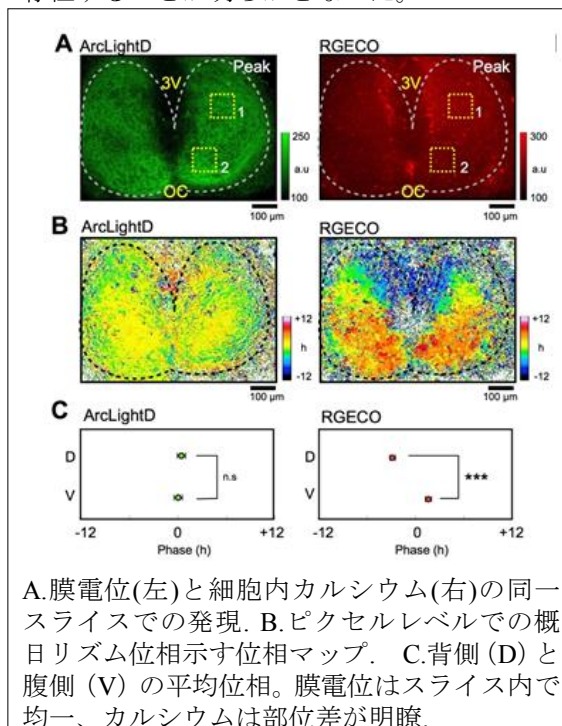 A ArcLightD RGECO
Peak Peak
3V 3V
1 1
2 2
OC OC
250 300
a.u a.u
100 100
100 μm 100 μm
B ArcLightD RGECO
+12 +12
h h
-12 -12
100 μm 100 μm
C ArcLightD RGECO
D D
n.s ***
V V
-12 0 +12 -12 0 +12
Phase (h) Phase (h)
A.膜電位(左)と細胞内カルシウム(右)の同一
スライスでの発現. B.ピクセルレベルでの概
日リズム位相示す位相マップ. C.背側（D）と
腹側（V）の平均位相。膜電位はスライス内で
均一、カルシウムは部位差が明瞭.